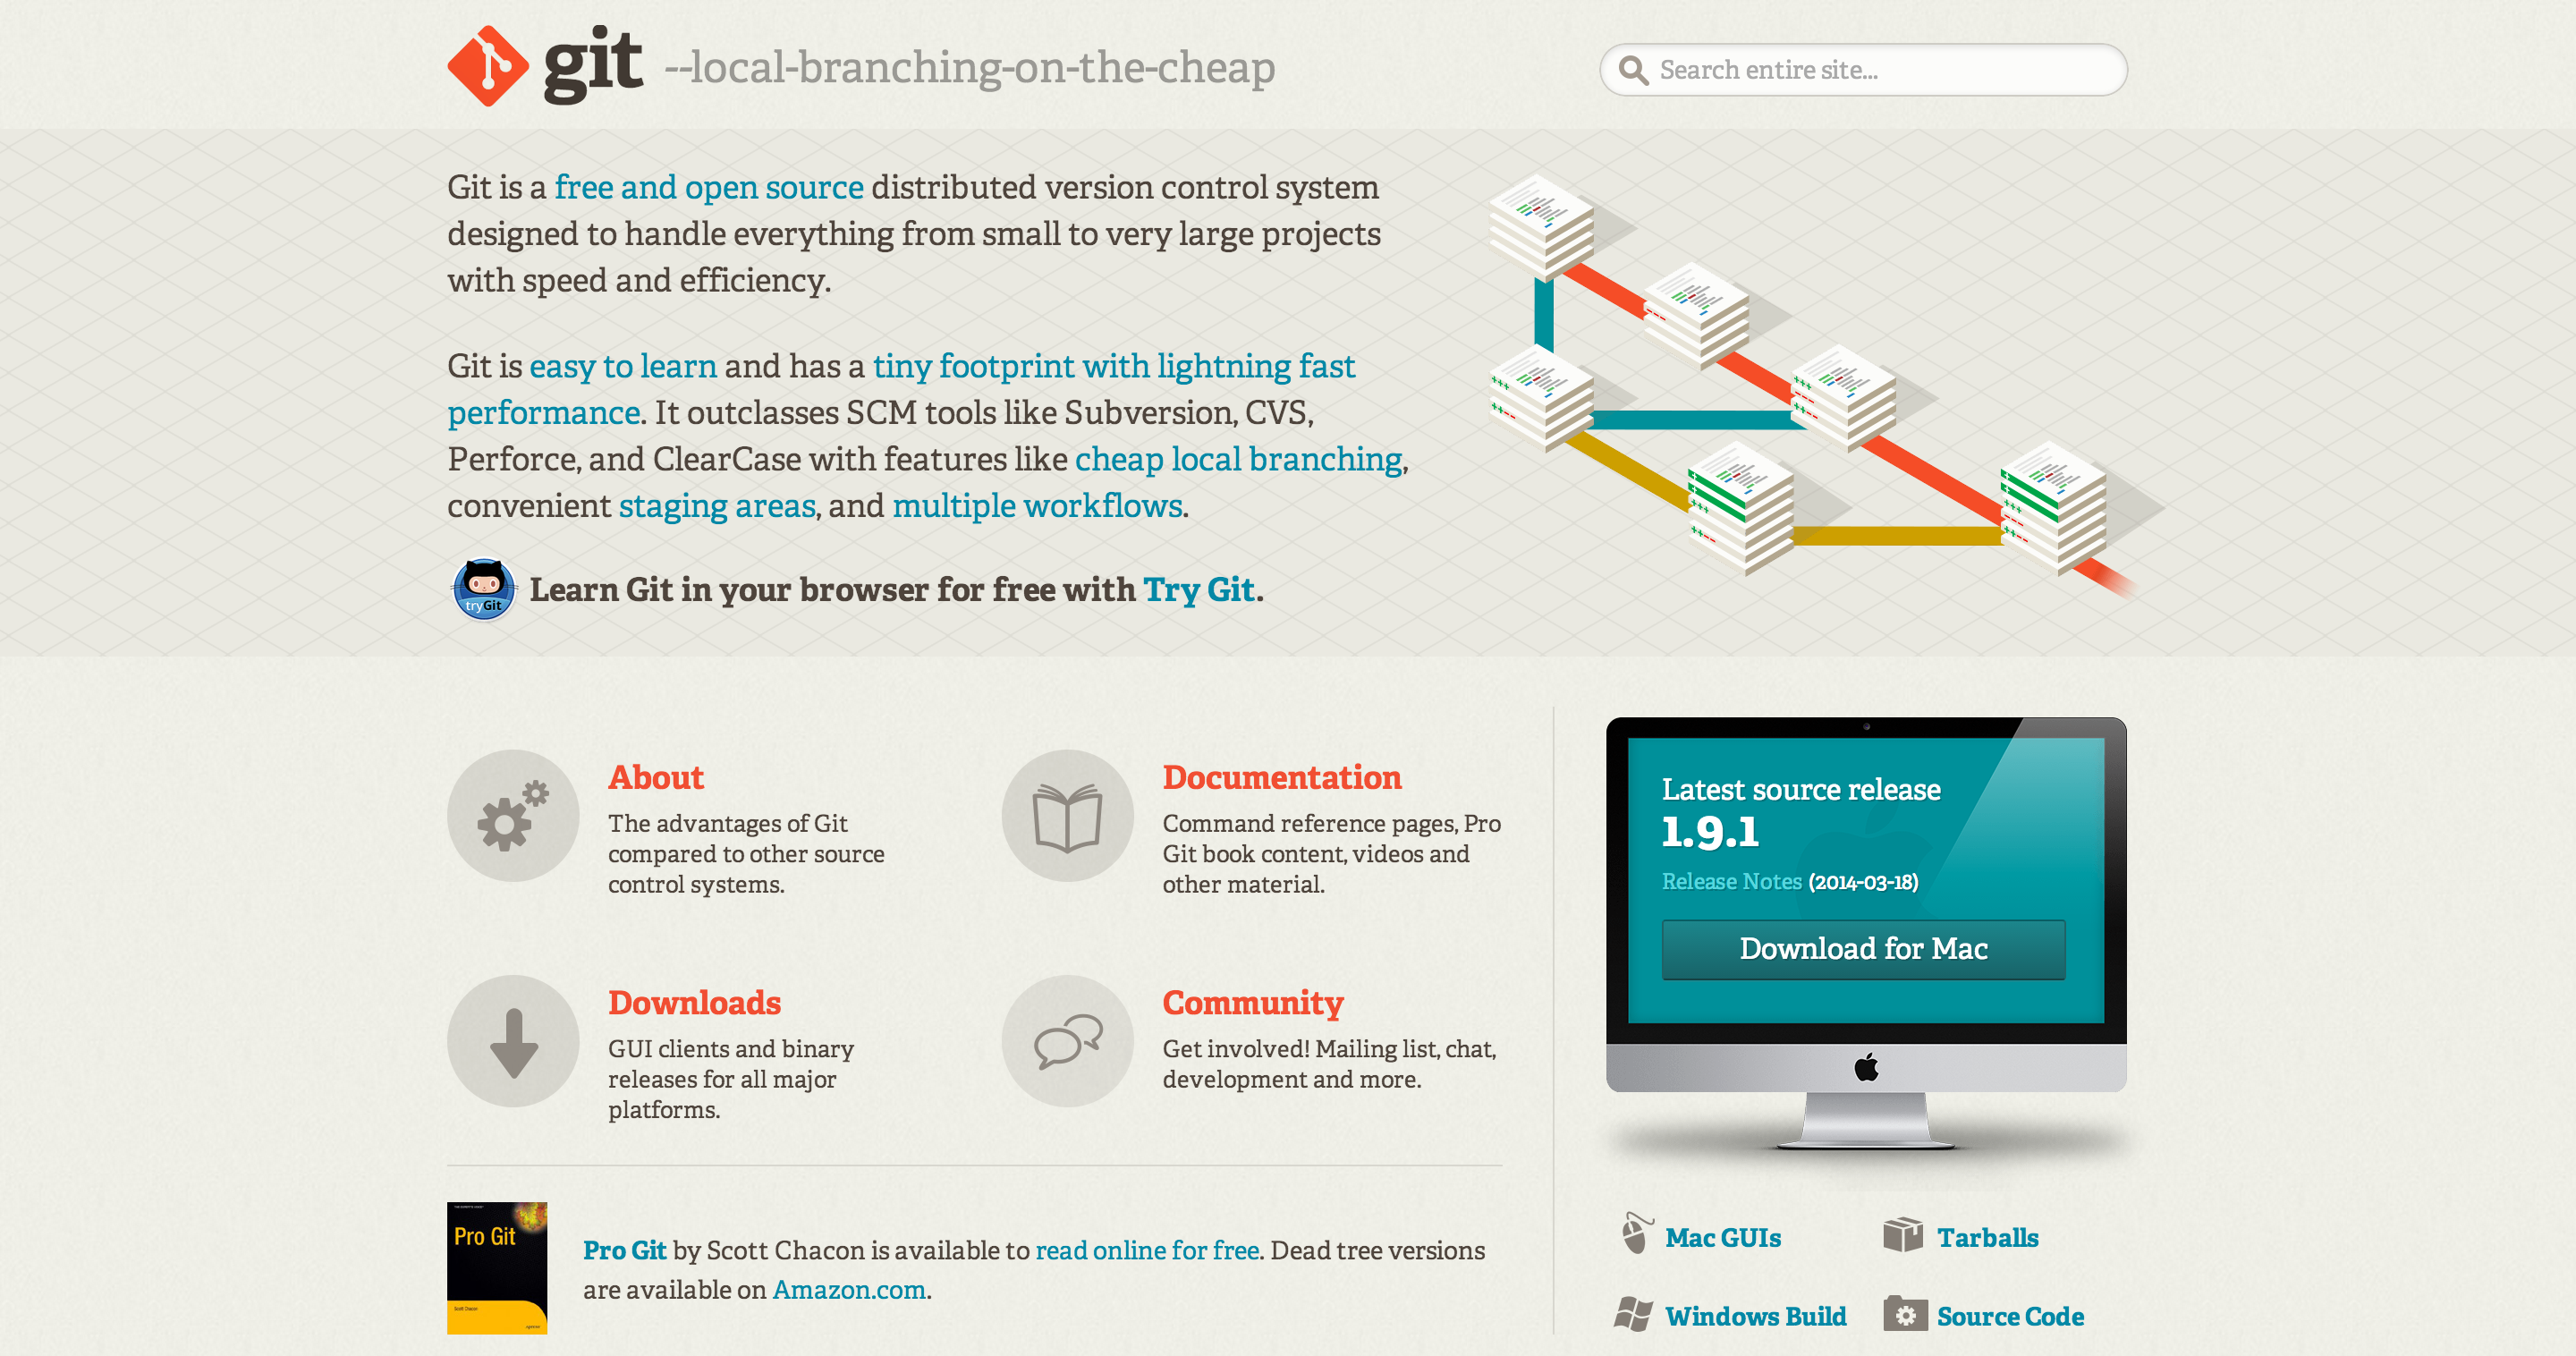 git --local-branching-on-the-cheap
Search entire site...
Git is a free and open source distributed version control system
designed to handle everything from small to very large projects
with speed and efficiency.
Git is easy to learn and has a tiny footprint with lightning fast
performance. It outclasses SCM tools like Subversion, CVS,
Perforce, and ClearCase with features like cheap local branching,
convenient staging areas, and multiple workflows.
tryGit
Learn Git in your browser for free with Try Git.
About
The advantages of Git
compared to other source
control systems.
Documentation
Command reference pages, Pro
Git book content, videos and
other material.
Downloads
GUI clients and binary
releases for all major
platforms.
Community
Get involved! Mailing list, chat,
development and more.
Pro Git
Scott Chacon
Pro Git by Scott Chacon is available to read online for free. Dead tree versions
are available on Amazon.com.
Latest source release
1.9.1
Release Notes (2014-03-18)
Download for Mac
Mac GUIs
Tarballs
Windows Build
Source Code